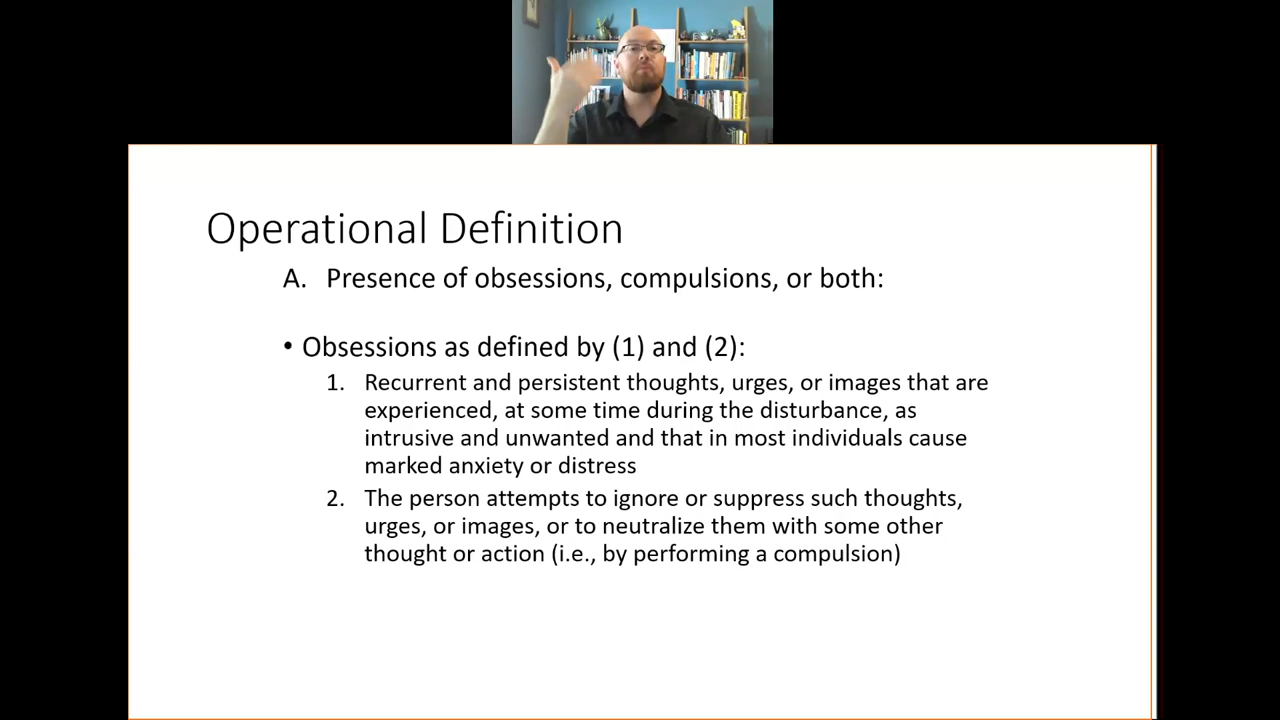 Operational Definition
A. Presence of obsessions, compulsions, or both:
• Obsessions as defined by (1) and (2):
1. Recurrent and persistent thoughts, urges, or images that are
experienced, at some time during the disturbance, as
intrusive and unwanted and that in most individuals cause
marked anxiety or distress
2. The person attempts to ignore or suppress such thoughts,
urges, or images, or to neutralize them with some other
thought or action (i.e., by performing a compulsion)